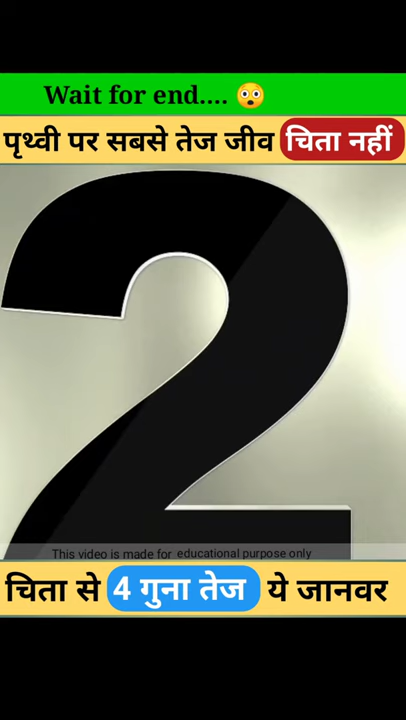 Wait for end.... 😳
पृथ्वी पर सबसे तेज जीव चिता नहीं
2
This video is made for educational purpose only
चिता से 4 गुना तेज ये जानवर